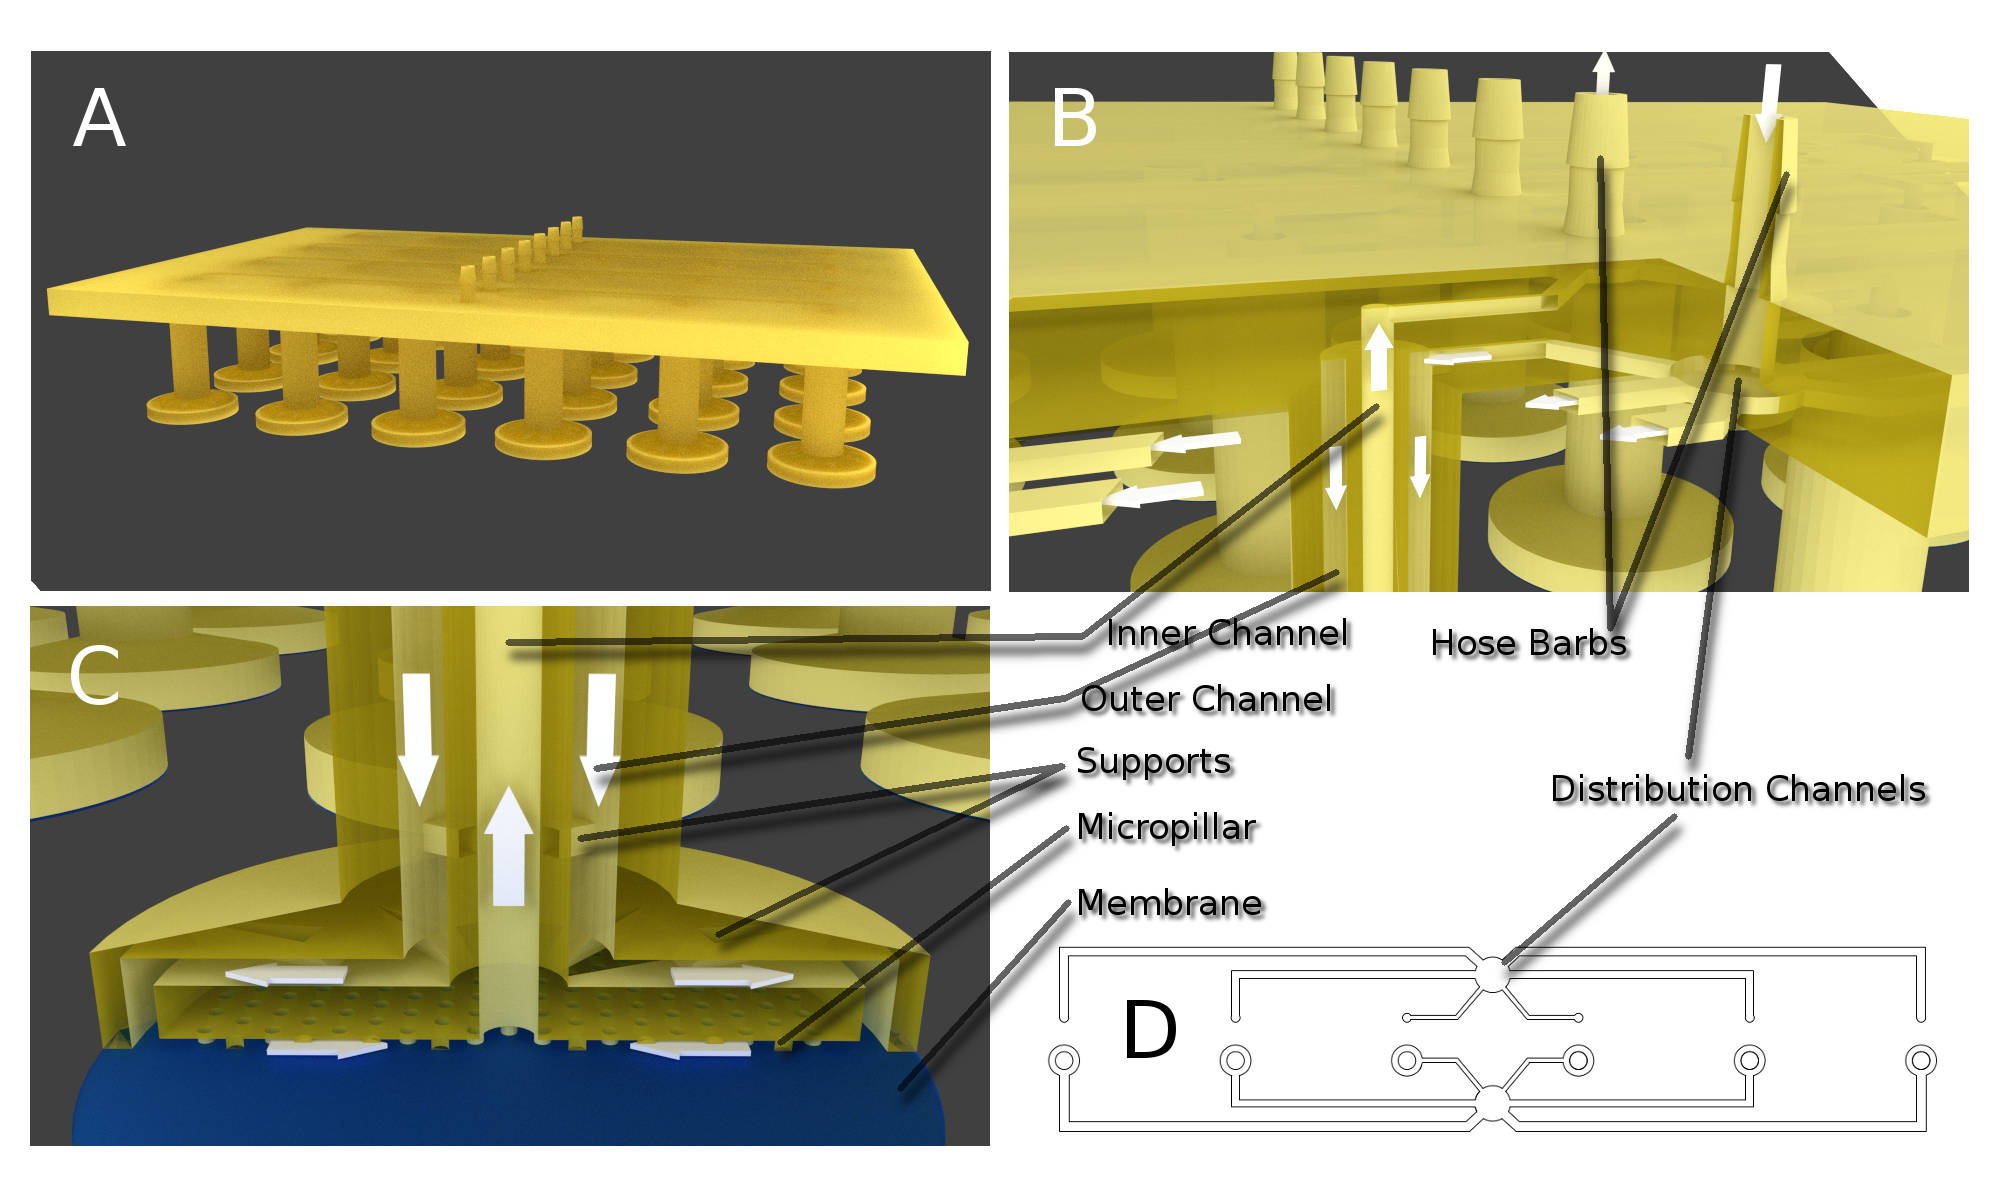 A
B
C
Inner Channel
Hose Barbs
Outer Channel
Supports
Distribution Channels
Micropillar
Membrane
D